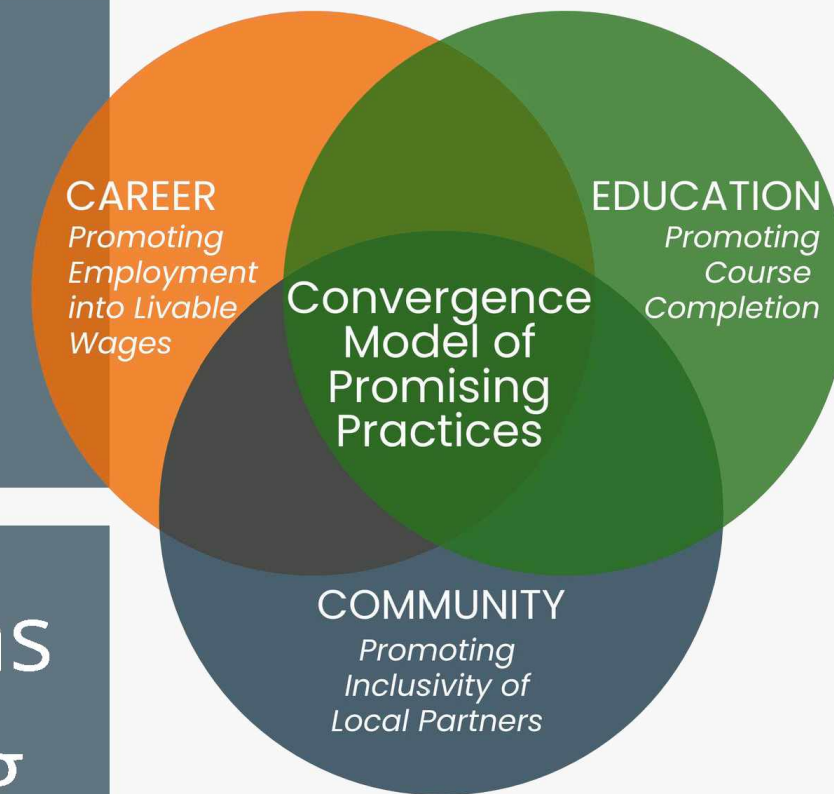 CAREER
Promoting
Employment
into Livable
Wages
EDUCATION
Promoting
Course
Completion
Convergence
Model of
Promising
Practices
COMMUNITY
Promoting
Inclusivity of
Local Partners